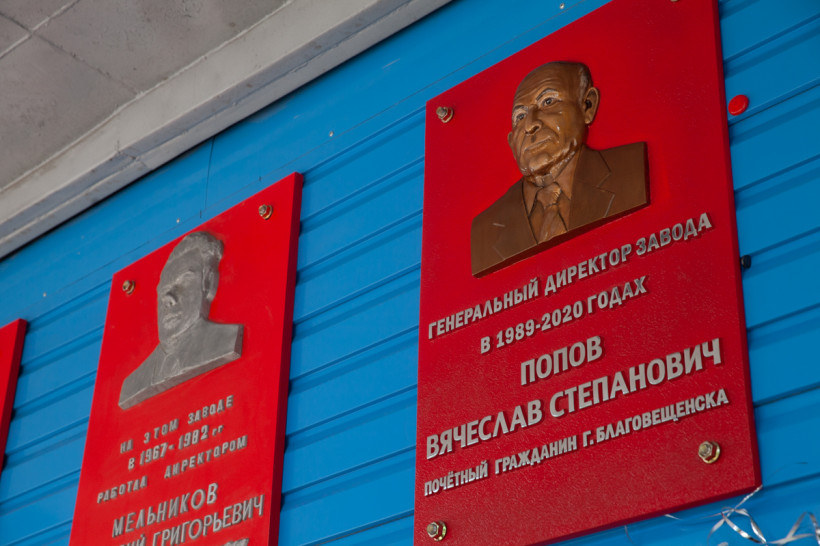 НА ЭТОМ ЗАВОДЕ
В 1967-1982 гг
РАБОТАЛ ДИРЕКТОРОМ
МЕЛЬНИКОВ
ГРИГОРЬЕВИЧ
ГЕНЕРАЛЬНЫЙ ДИРЕКТОР ЗАВОДА
В 1989-2020 ГОДАХ
ПОПОВ
ВЯЧЕСЛАВ СТЕПАНОВИЧ
ПОЧЁТНЫЙ ГРАЖДАНИН Г. БЛАГОВЕЩЕНСКА